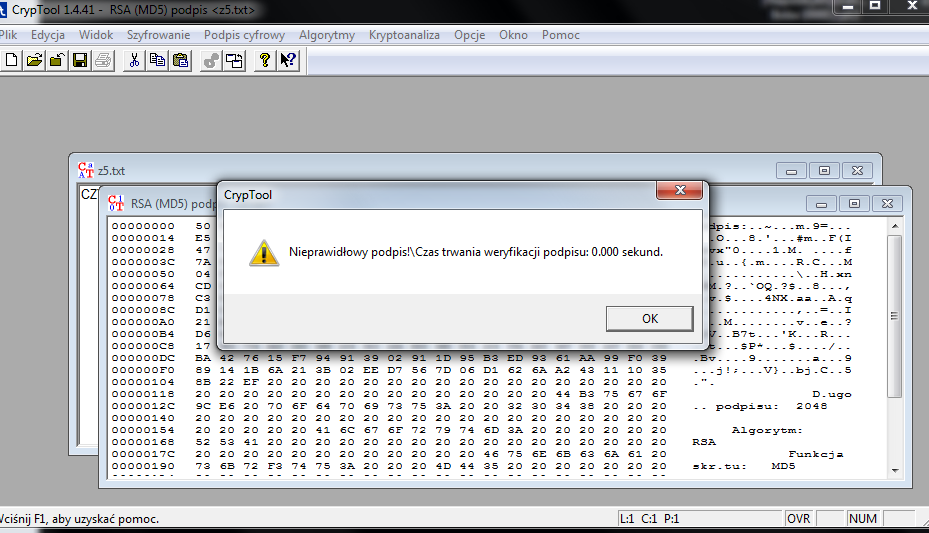 CrypTool 1.4.41 - RSA (MD5) podpis <z5.txt>
Plik Edycja Widok Szyfrowanie Podpis cyfrowy Algorytmy Kryptoanaliza Opcje Okno Pomoc
z5.txt
CZ
RSA (MD5) podp
CrypTool
Nieprawidłowy podpis!\Czas trwania weryfikacji podpisu: 0.000 sekund.
OK
00000000 50
00000014 E5
00000028 47
0000003C 7A
00000050 04
00000064 CD
00000078 C3
0000008C D1
000000A0 21
000000B4 D6
000000C8 17
000000DC BA 42 76 15 F7 94 91 39 02 91 1D 95 B3 ED 93 61 AA 99 F0 39 .Bv....9.......a...9
000000F0 89 14 1B 6A 21 3B 02 EE D7 56 7D 06 D1 62 6A A2 43 11 10 35 ...j!;...V}..bj.C..5
00000104 8B 22 EF 20 20 20 20 20 20 20 20 20 20 20 20 20 20 20 20 20 .".
00000118 20 20 20 20 20 20 20 20 20 20 20 20 20 20 20 44 B3 75 67 6F D.ugo
0000012C 9C E6 20 70 6F 64 70 69 73 75 3A 20 20 20 32 30 34 38 20 20 .. podpisu: 2048
00000140 20 20 20 20 20 20 20 20 20 20 20 20 20 20 20 20 20 20 20 20
00000154 20 20 20 20 20 41 6C 67 6F 72 79 74 6D 3A 20 20 20 20 20 20 Algorytm:
00000168 52 53 41 20 20 20 20 20 20 20 20 20 20 20 20 20 20 20 20 20 RSA
0000017C 20 20 20 20 20 20 20 20 20 20 46 75 6E 6B 63 6A 61 20 Funkcja
00000190 73 6B 72 F3 74 75 3A 20 20 20 20 4D 44 35 20 20 20 20 20 20 skr.tu: MD5
Wciśnij F1, aby uzyskać pomoc.
L:1 C:1 P:1
OVR
NUM